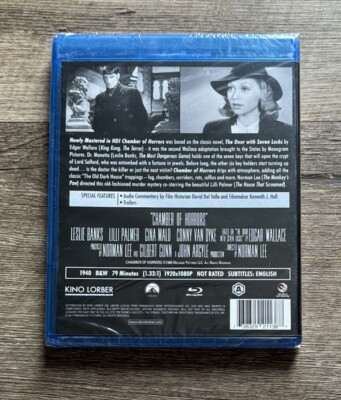 Newly Mastered in HD! Chamber of Horrors was based on the classic novel, The Door with Seven Locks by
Edgar Wallace (King Kong, The Terror) - it was the second Wallace adaptation brought to the States by Monogram
Pictures. Dr. Manetta (Leslie Banks, The Most Dangerous Game) holds one of the seven keys that will open the crypt
of Lord Selford, who was entombed with a fortune in jewels. Before long, the other six key holders start turning up
dead... is the doctor the killer or just the next victim? Chamber of Horrors drips with atmosphere, adding all the
classic "The Old Dark House" trappings – fog, chambers, corridors, rats, coffins and more. Norman Lee (The Monkey's
Paw) directed this old-fashioned murder mystery co-starring the beautiful Lilli Palmer (The House That Screamed).
SPECIAL FEATURES:
• Audio Commentary by Film Historian David Del Valle and Filmmaker Kenneth J. Hall
• Trailers
"CHAMBER OF HORRORS"
LESLIE BANKS LILLI PALMER GINA MALO
EDGAR WALLACE
NORMAN LEE AND GILBERT GUNN
JOHN ARGYLE PRODUCTION
NORMAN LEE
1940 B&W 79 Minutes (1.33:1) 1920x1080P NOT RATED SUBTITLES: ENGLISH
KINO LORBER
www.kinolorber.com
A